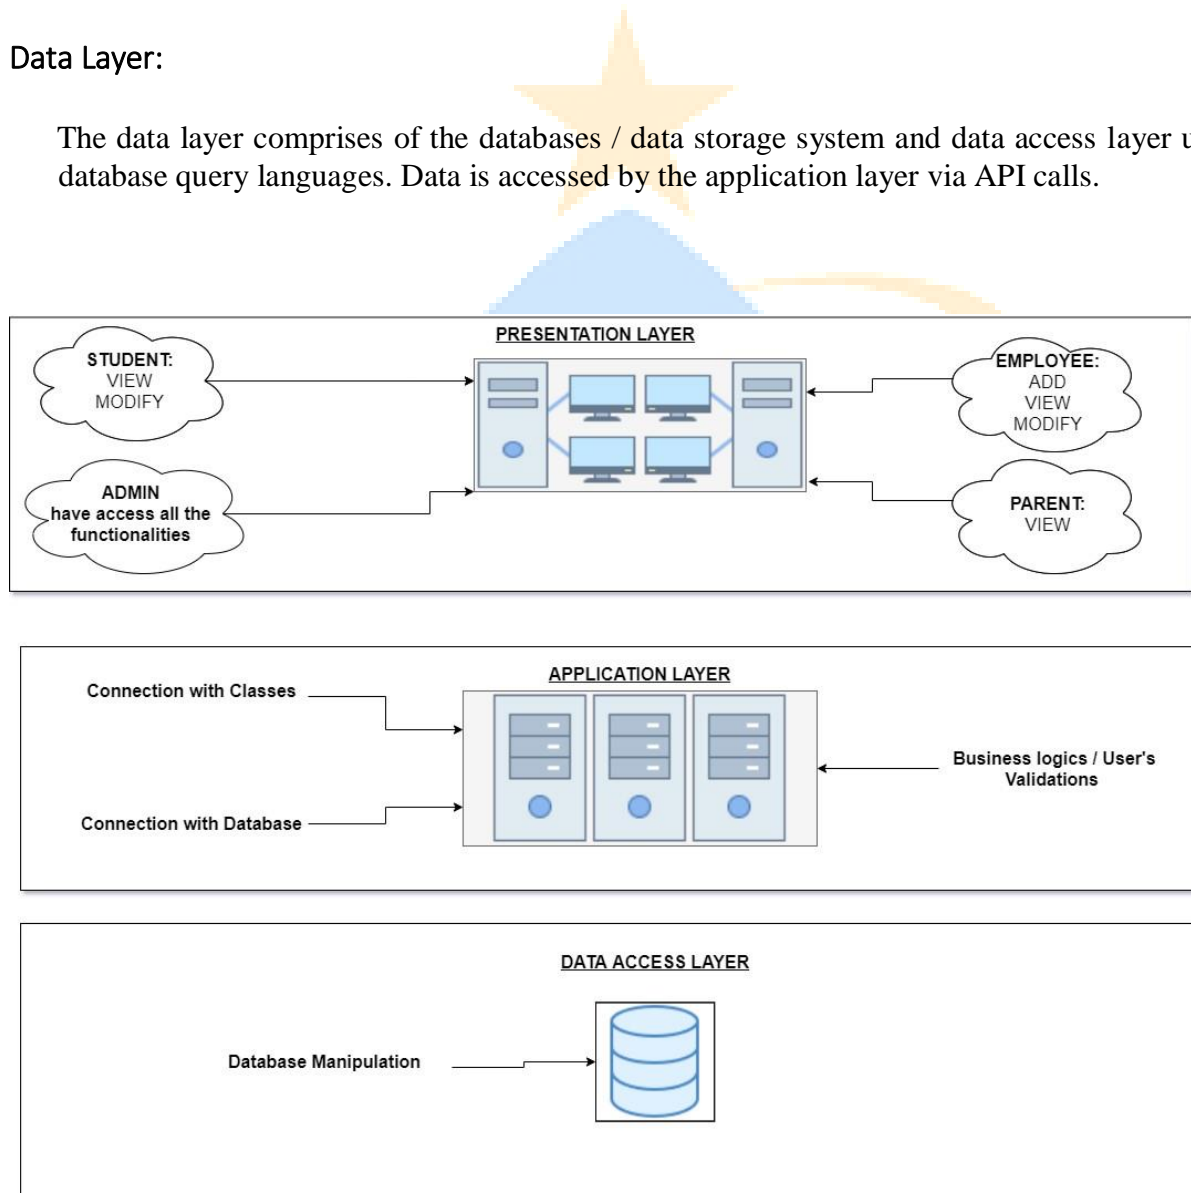 Data Layer:
The data layer comprises of the databases / data storage system and data access layer
database query languages. Data is accessed by the application layer via API calls.
PRESENTATION LAYER
STUDENT:
VIEW
MODIFY
EMPLOYEE:
ADD
VIEW
MODIFY
ADMIN
have access all the
functionalities
PARENT:
VIEW
APPLICATION LAYER
Connection with Classes
Business logics / User's
Validations
Connection with Database
DATA ACCESS LAYER
Database Manipulation